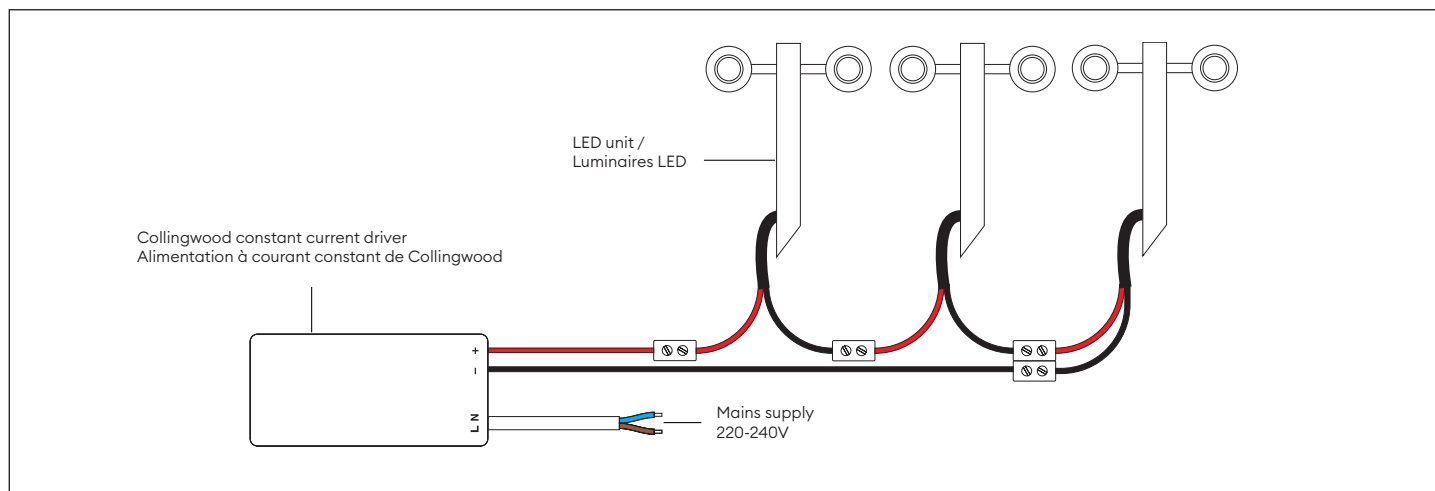 LED unit /
Luminaires LED
Collingwood constant current driver
Alimentation à courant constant de Collingwood
+
–
L N
Mains supply
220-240V